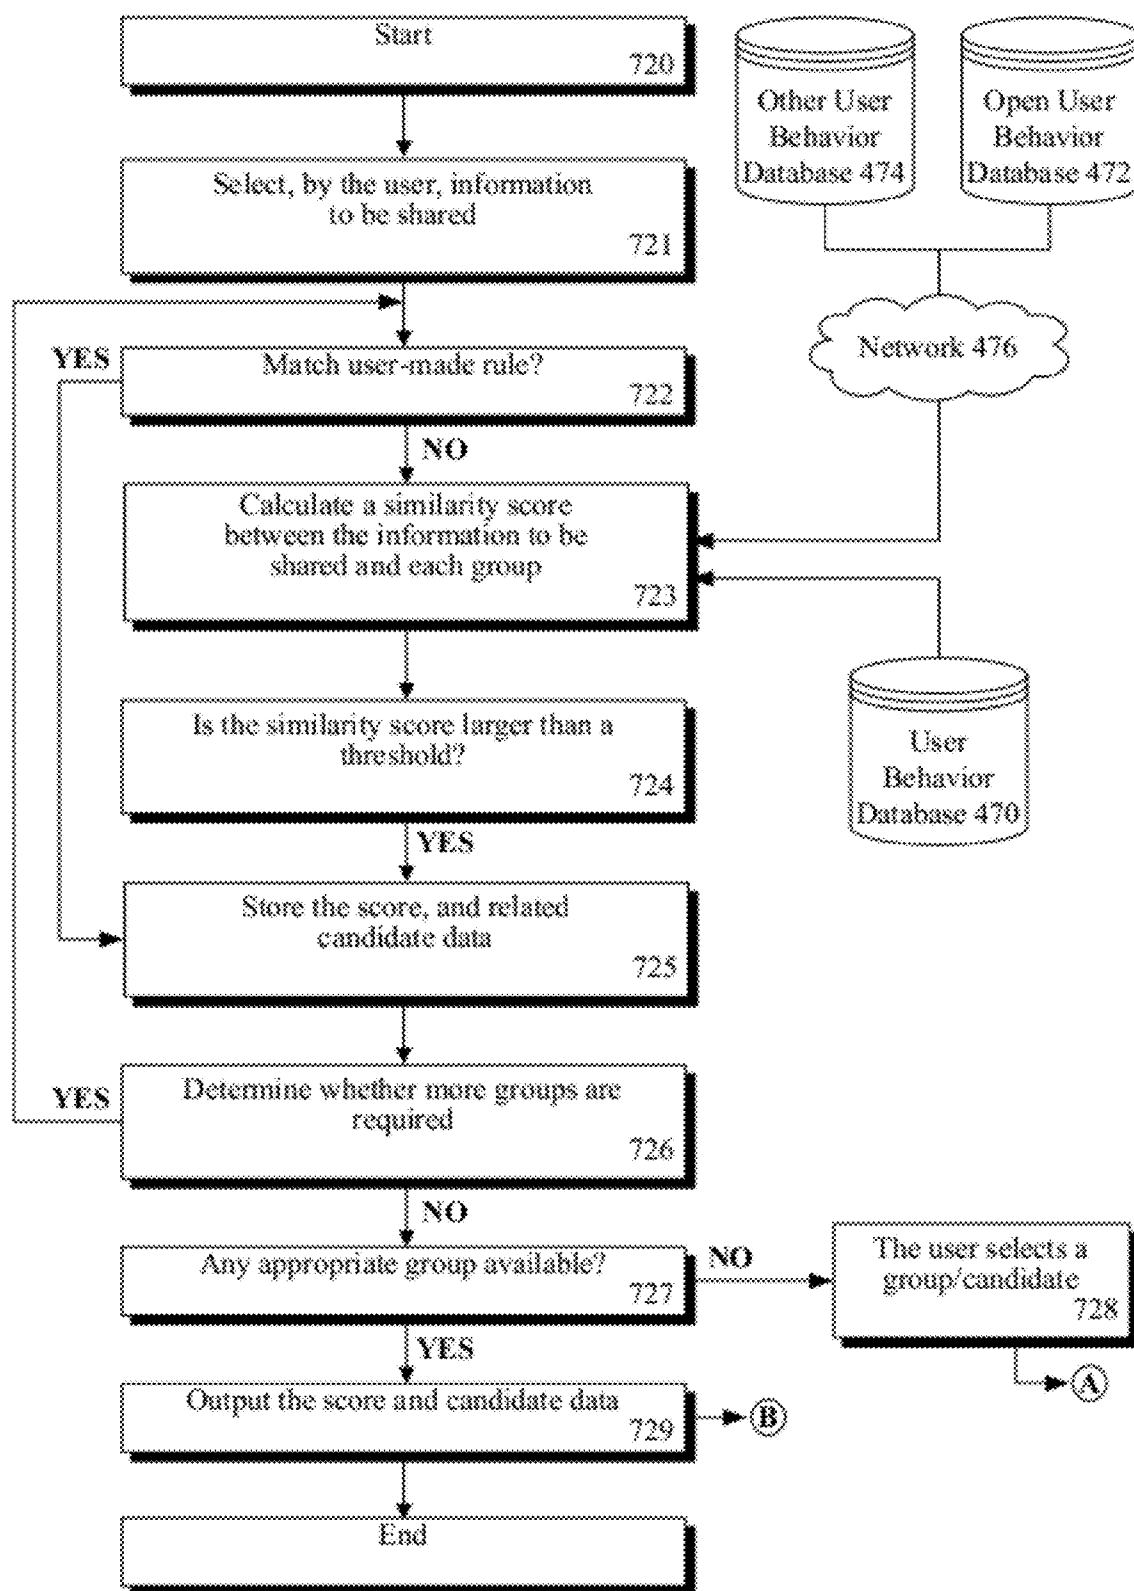 Start
720
Other User
Behavior
Database 474
Open User
Behavior
Database 472
Select, by the user, information
to be shared
721
Network 476
YES
Match user-made rule?
722
NO
Calculate a similarity score
between the information to be
shared and each group
723
Is the similarity score larger than a
threshold?
724
User
Behavior
Database 470
YES
Store the score, and related
candidate data
725
YES
Determine whether more groups are
required
726
NO
Any appropriate group available?
727
NO
The user selects a
group/candidate
728
YES
A
Output the score and candidate data
729
B
End